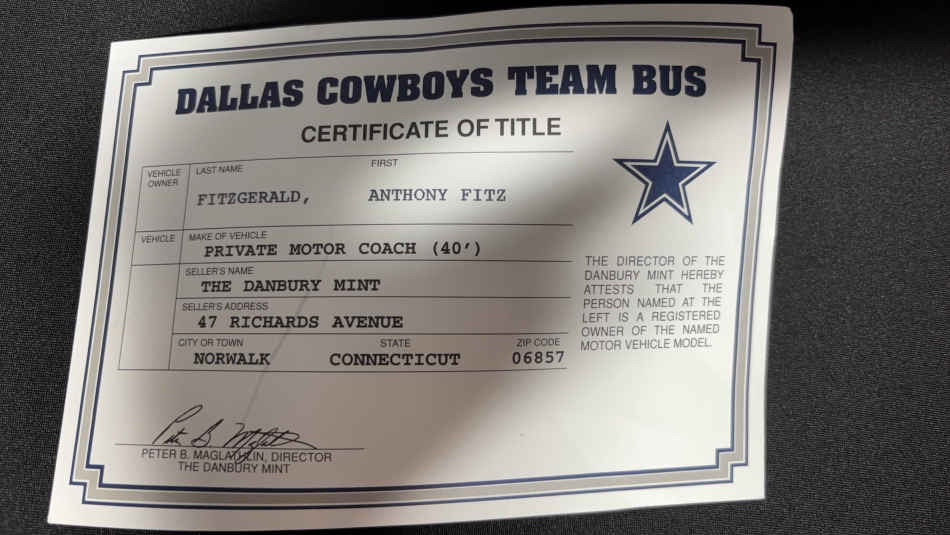 DALLAS COWBOYS TEAM BUS
CERTIFICATE OF TITLE
VEHICLE OWNER
LAST NAME FIRST
FITZGERALD, ANTHONY FITZ
VEHICLE
MAKE OF VEHICLE
PRIVATE MOTOR COACH (40')
SELLER'S NAME
THE DANBURY MINT
SELLER'S ADDRESS
47 RICHARDS AVENUE
CITY OR TOWN STATE ZIP CODE
NORWALK CONNECTICUT 06857
THE DIRECTOR OF THE
DANBURY MINT HEREBY
ATTESTS THAT THE
PERSON NAMED AT THE
LEFT IS A REGISTERED
OWNER OF THE NAMED
MOTOR VEHICLE MODEL.
Peter B. Maglathlin
PETER B. MAGLATHLIN, DIRECTOR
THE DANBURY MINT